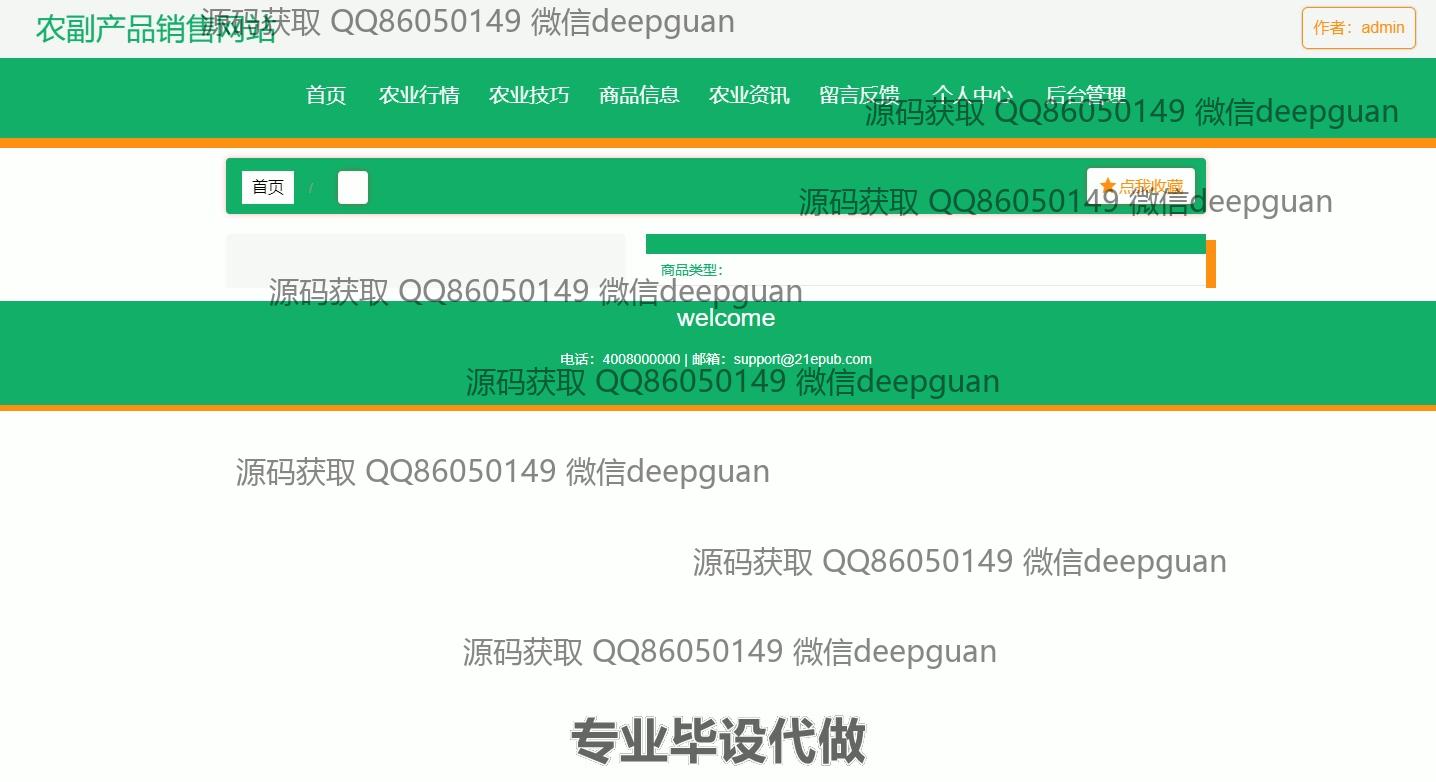 农副产品销售网站
源码获取 QQ86050149 微信deepguan
作者：admin
首页 农业行情 农业技巧 商品信息 农业资讯 留言反馈 个人中心 后台管理
源码获取 QQ86050149 微信deepguan
首页 / 点我收藏
源码获取 QQ86050149 微信deepguan
商品类型：
源码获取 QQ86050149 微信deepguan
welcome
电话：4008000000 | 邮箱：support@21epub.com
源码获取 QQ86050149 微信deepguan
源码获取 QQ86050149 微信deepguan
源码获取 QQ86050149 微信deepguan
源码获取 QQ86050149 微信deepguan
专业毕设代做